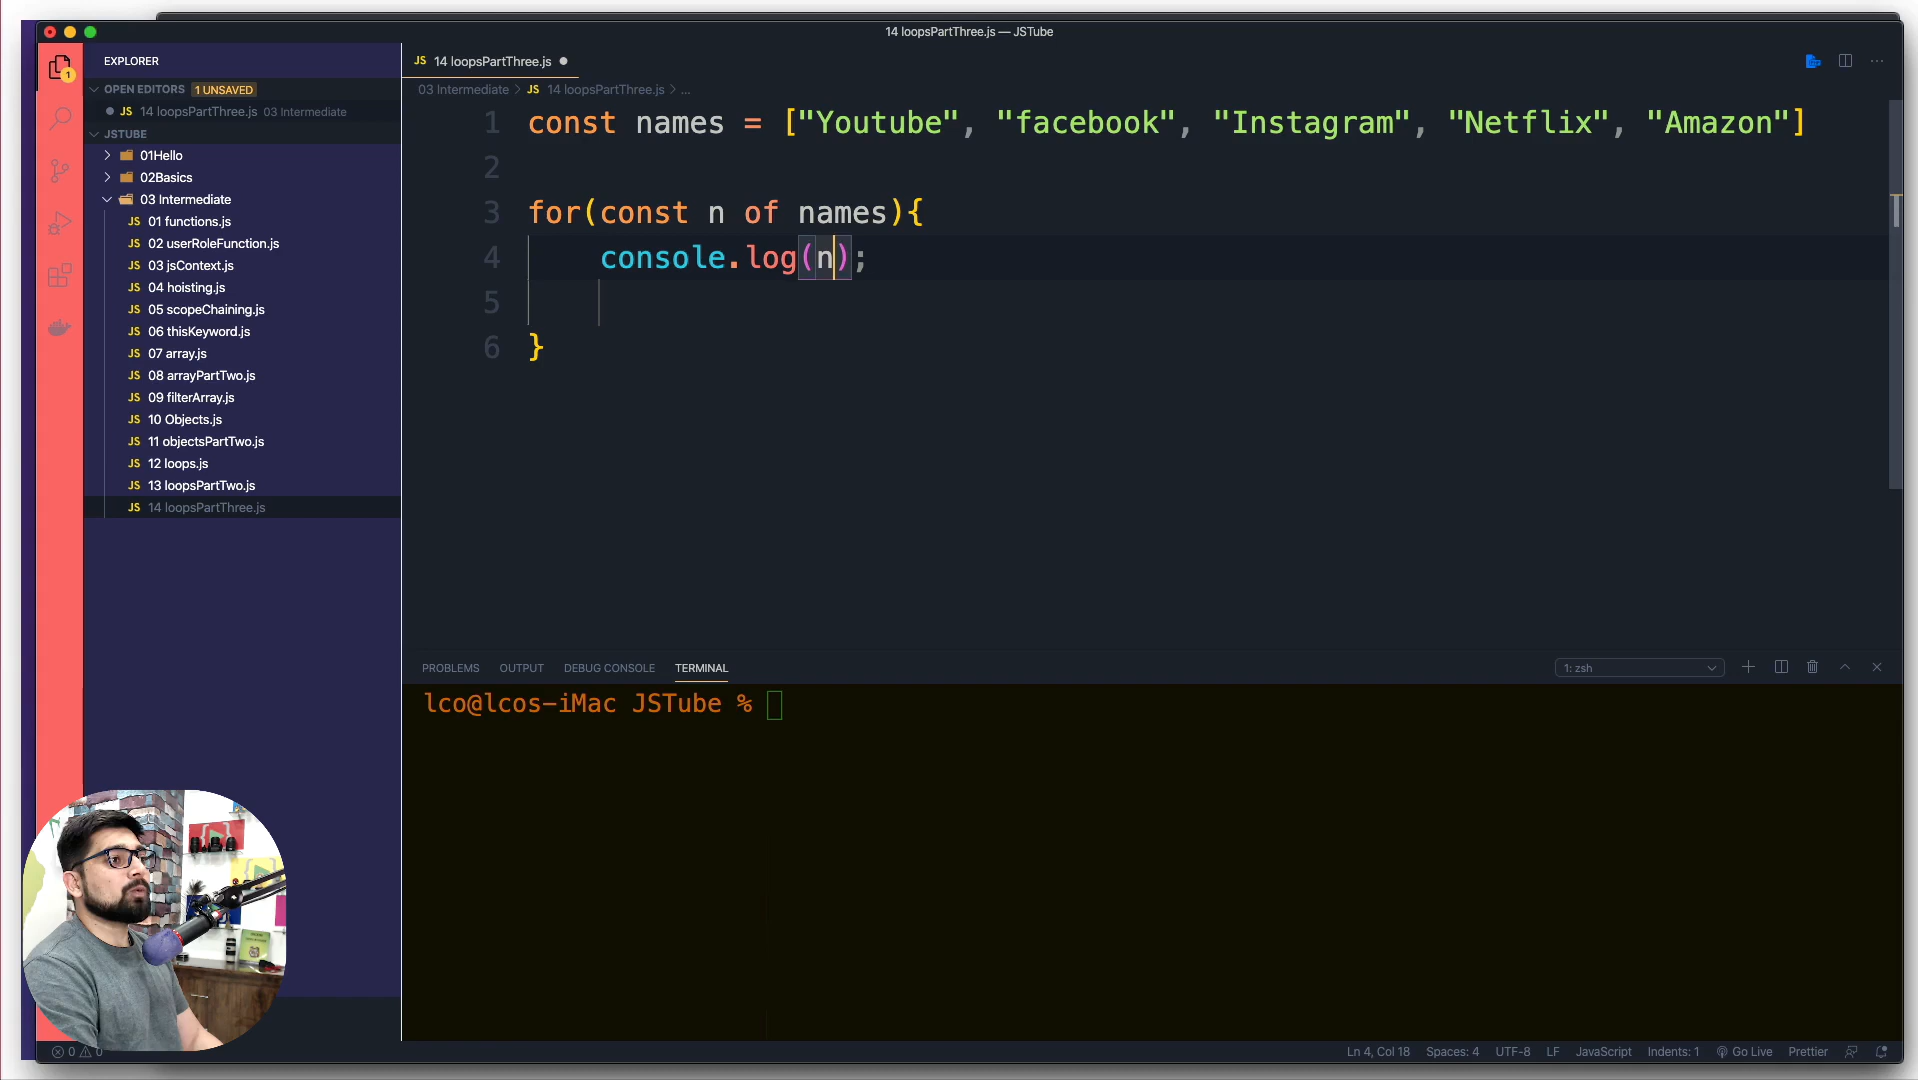 14 loopsPartThree.js — JSTube
1
EXPLORER
OPEN EDITORS 1 UNSAVED
JS 14 loopsPartThree.js 03 Intermediate
JSTUBE
01Hello
02Basics
03 Intermediate
JS 01 functions.js
JS 02 userRoleFunction.js
JS 03 jsContext.js
JS 04 hoisting.js
JS 05 scopeChaining.js
JS 06 thisKeyword.js
JS 07 array.js
JS 08 arrayPartTwo.js
JS 09 filterArray.js
JS 10 Objects.js
JS 11 objectsPartTwo.js
JS 12 loops.js
JS 13 loopsPartTwo.js
JS 14 loopsPartThree.js
JS 14 loopsPartThree.js
03 Intermediate > JS 14 loopsPartThree.js > ...
1 const names = ["Youtube", "facebook", "Instagram", "Netflix", "Amazon"]
2
3 for(const n of names){
4 console.log(n);
5
6 }
PROBLEMS OUTPUT DEBUG CONSOLE TERMINAL 1: zsh
lco@lcos-iMac JSTube %
0 0 Ln 4, Col 18 Spaces: 4 UTF-8 LF JavaScript Indents: 1 Go Live Prettier